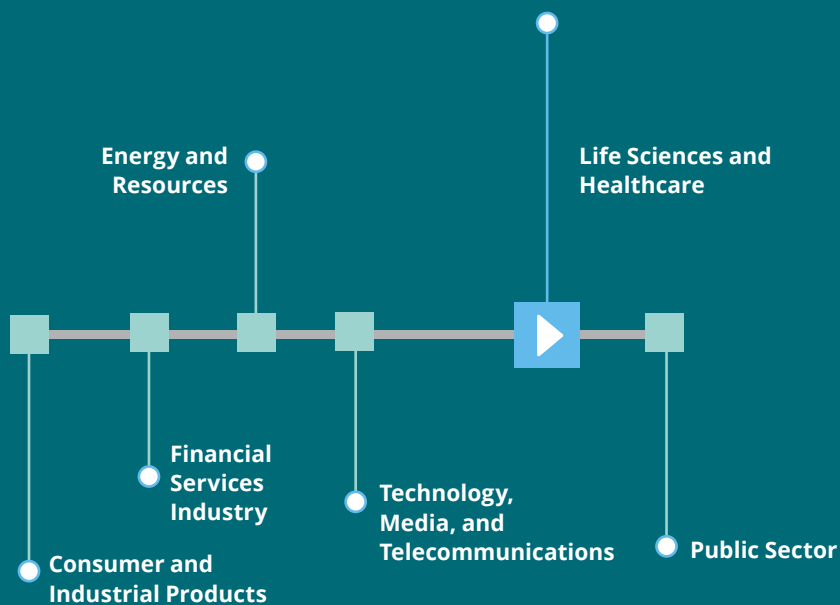 Energy and
Resources
Life Sciences and
Healthcare
Financial
Services
Industry
Technology,
Media, and
Telecommunications
Public Sector
Consumer and
Industrial Products